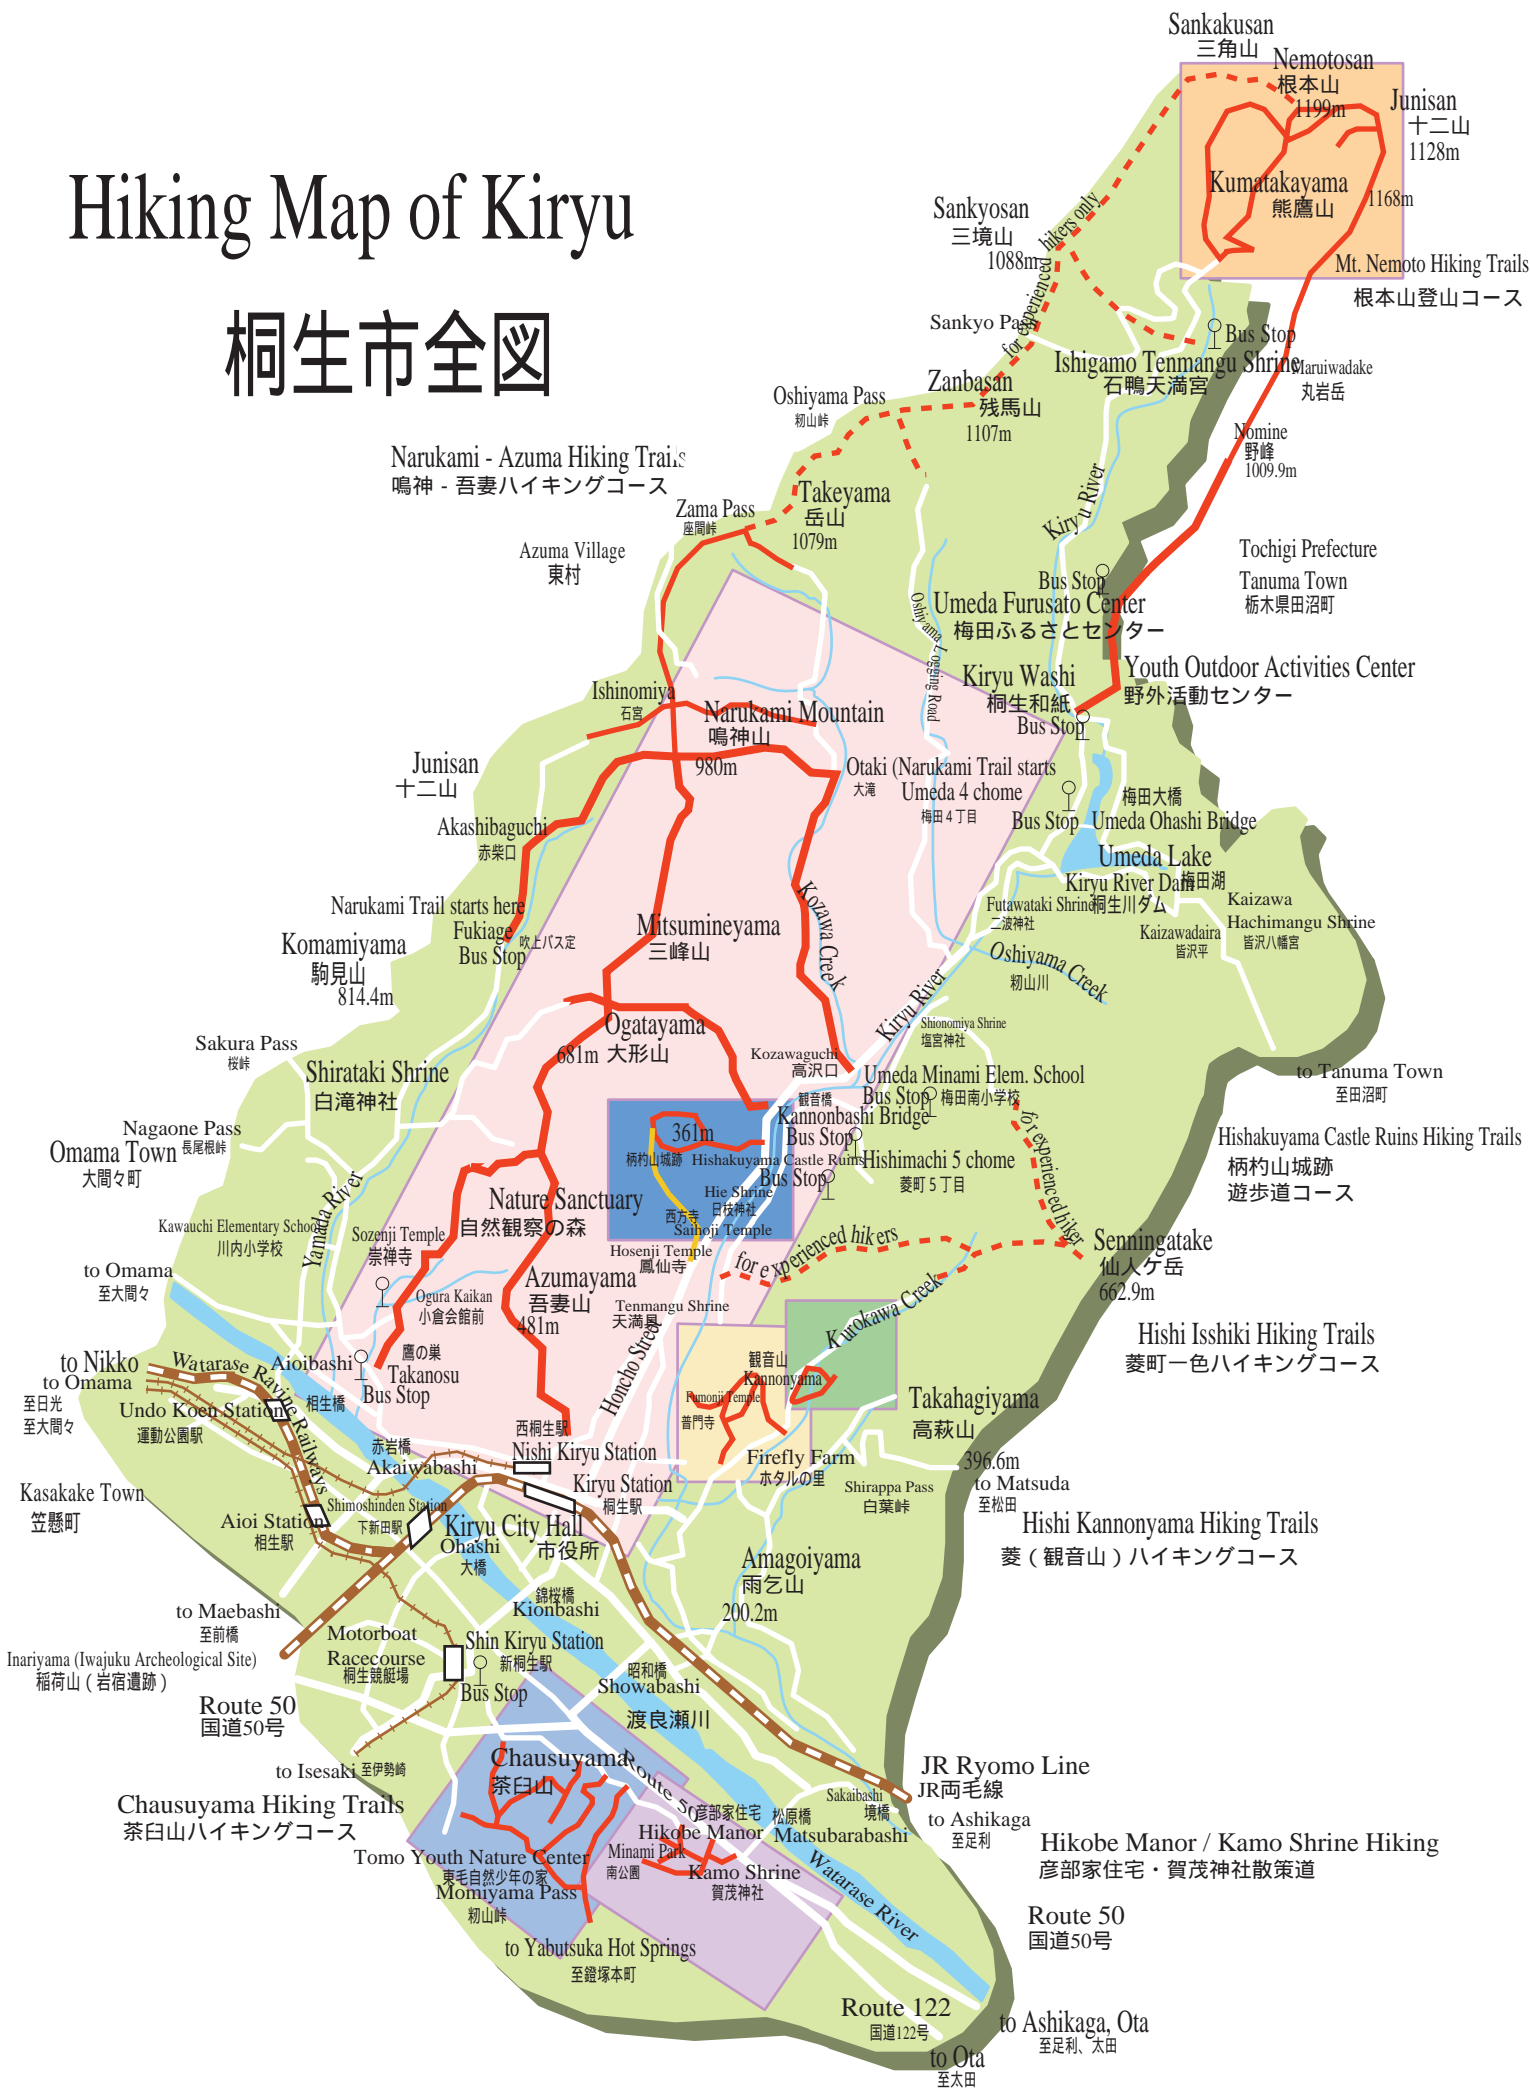 Hiking Map of Kiryu
桐生市全図
Sankakusan
三角山
Nemotosan
根本山
1199m
Junisan
十二山
1128m
Kumatakayama
熊鷹山
1168m
Sankyosan
三境山
1088m
for experienced hikers only
Mt. Nemoto Hiking Trails
根本山登山コース
Sankyo Pass
Bus Stop
Ishigamo Tenmangu Shrine
石鴨天満宮
Maruiwadake
丸岩岳
Zanbasan
残馬山
1107m
Oshiyama Pass
籾山峠
Nomine
野峰
1009.9m
Narukami - Azuma Hiking Trails
鳴神 - 吾妻ハイキングコース
Takeyama
岳山
1079m
Zama Pass
座間峠
Kiryu River
Azuma Village
東村
Tochigi Prefecture
Tanuma Town
栃木県田沼町
Bus Stop
Umeda Furusato Center
梅田ふるさとセンター
Oshiyama Logging Road
Kiryu Washi
桐生和紙
Bus Stop
Youth Outdoor Activities Center
野外活動センター
Ishinomiya
石宮
Narukami Mountain
鳴神山
980m
Junisan
十二山
Otaki (Narukami Trail starts
大滝
Umeda 4 chome
梅田４丁目
Bus Stop
梅田大橋
Umeda Ohashi Bridge
Akashibaguchi
赤柴口
Umeda Lake
梅田湖
Kiryu River Dam
桐生川ダム
Futawataki Shrine
二波神社
Kaizawa
Hachimangu Shrine
皆沢八幡宮
Kaizawadaira
皆沢平
Narukami Trail starts here
Fukiage
Bus Stop
吹上バス定
Mitsumineyama
三峰山
Kozawa Creek
Komamiyama
駒見山
814.4m
Oshiyama Creek
籾山川
Kiryu River
Shionomiya Shrine
塩宮神社
Ogatayama
大形山
681m
Sakura Pass
桜峠
Kozawaguchi
高沢口
Shirataki Shrine
白滝神社
Umeda Minami Elem. School
梅田南小学校
Bus Stop
to Tanuma Town
至田沼町
観音橋
Kannonbashi Bridge
Bus Stop
for experienced hiker
Nagaone Pass
長尾根峠
Omama Town
大間々町
361m
柄杓山城跡
Hishakuyama Castle Ruins
Hishimachi 5 chome
菱町５丁目
Bus Stop
Hishakuyama Castle Ruins Hiking Trails
柄杓山城跡
遊歩道コース
Yamada River
Nature Sanctuary
自然観察の森
Hie Shrine
日枝神社
西方寺
Saihoji Temple
Kawauchi Elementary School
川内小学校
Sozenji Temple
崇禅寺
Hosenji Temple
鳳仙寺
for experienced hikers
Senningatake
仙人ケ岳
662.9m
to Omama
至大間々
Azumayama
吾妻山
481m
Ogura Kaikan
小倉会館前
Tenmangu Shrine
天満宮
Kurokawa Creek
Hishi Isshiki Hiking Trails
菱町一色ハイキングコース
to Nikko
to Omama
至日光
至大間々
Watarase Ravine Railways
Aioibashi
相生橋
鷹の巣
Takanosu
Bus Stop
Honcho Street
観音山
Kannonyama
Fumonji Temple
普門寺
Takahagiyama
高萩山
396.6m
Undo Koen Station
運動公園駅
赤岩橋
Akaiwabashi
西桐生駅
Nishi Kiryu Station
Kiryu Station
桐生駅
Firefly Farm
ホタルの里
Shirappa Pass
白葉峠
to Matsuda
至松田
Kasakake Town
笠懸町
Aioi Station
相生駅
Shimoshinden Station
下新田駅
Kiryu City Hall
市役所
Ohashi
大橋
Hishi Kannonyama Hiking Trails
菱（観音山）ハイキングコース
Amagoiyama
雨乞山
200.2m
錦桜橋
Kionbashi
to Maebashi
至前橋
Inariyama (Iwajuku Archeological Site)
稲荷山（岩宿遺跡）
Motorboat
Racecourse
桐生競艇場
Shin Kiryu Station
新桐生駅
Bus Stop
昭和橋
Showabashi
渡良瀬川
Route 50
国道50号
to Isesaki
至伊勢崎
Chausuyama
茶臼山
Route 50
JR Ryomo Line
JR両毛線
Chausuyama Hiking Trails
茶臼山ハイキングコース
彦部家住宅
Hikobe Manor
松原橋
Matsubarabashi
Sakaibashi
境橋
to Ashikaga
至足利
Hikobe Manor / Kamo Shrine Hiking
彦部家住宅・賀茂神社散策道
Tomo Youth Nature Center
東毛自然少年の家
Minami Park
南公園
Kamo Shrine
賀茂神社
Watarase River
Momiyama Pass
籾山峠
Route 50
国道50号
to Yabutsuka Hot Springs
至鐙塚本町
Route 122
国道122号
to Ashikaga, Ota
至足利、太田
to Ota
至太田